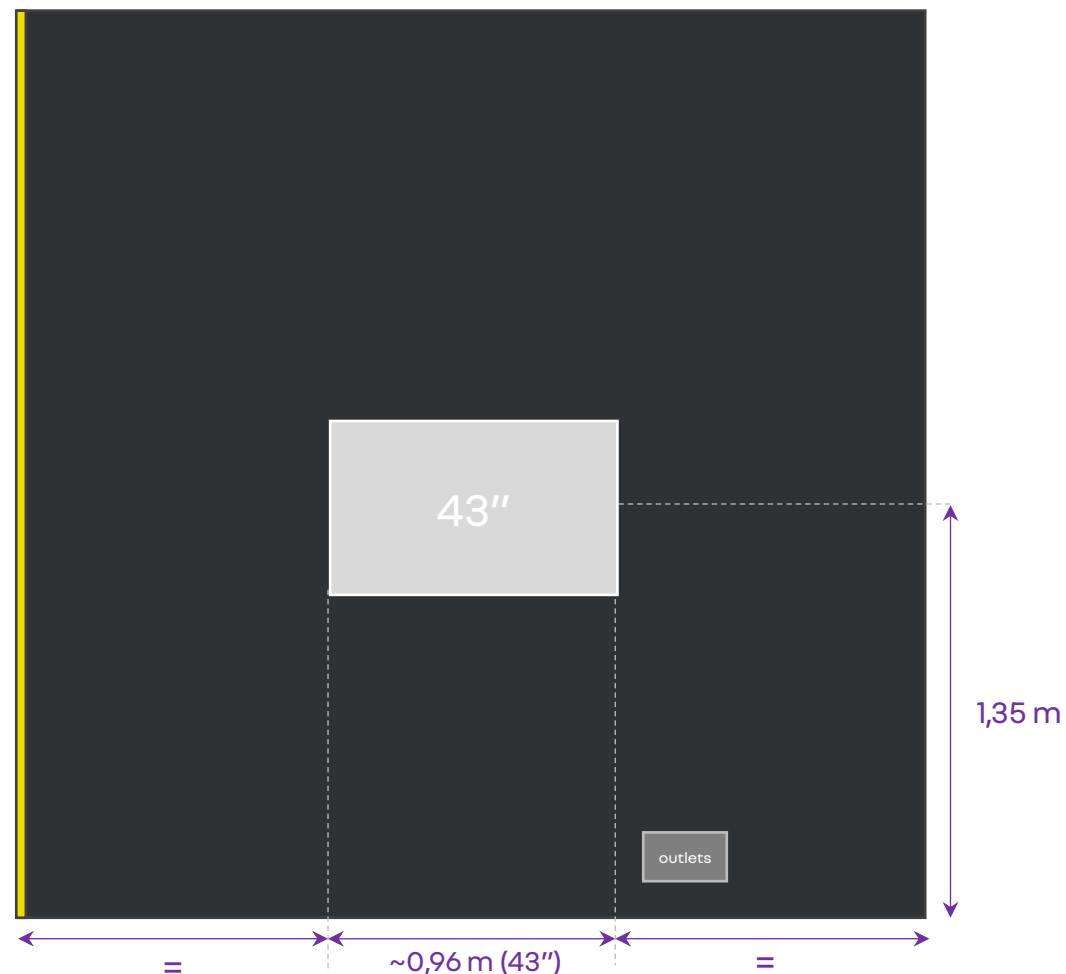 43″
1,35 m
outlets
= ~0,96 m (43″) =